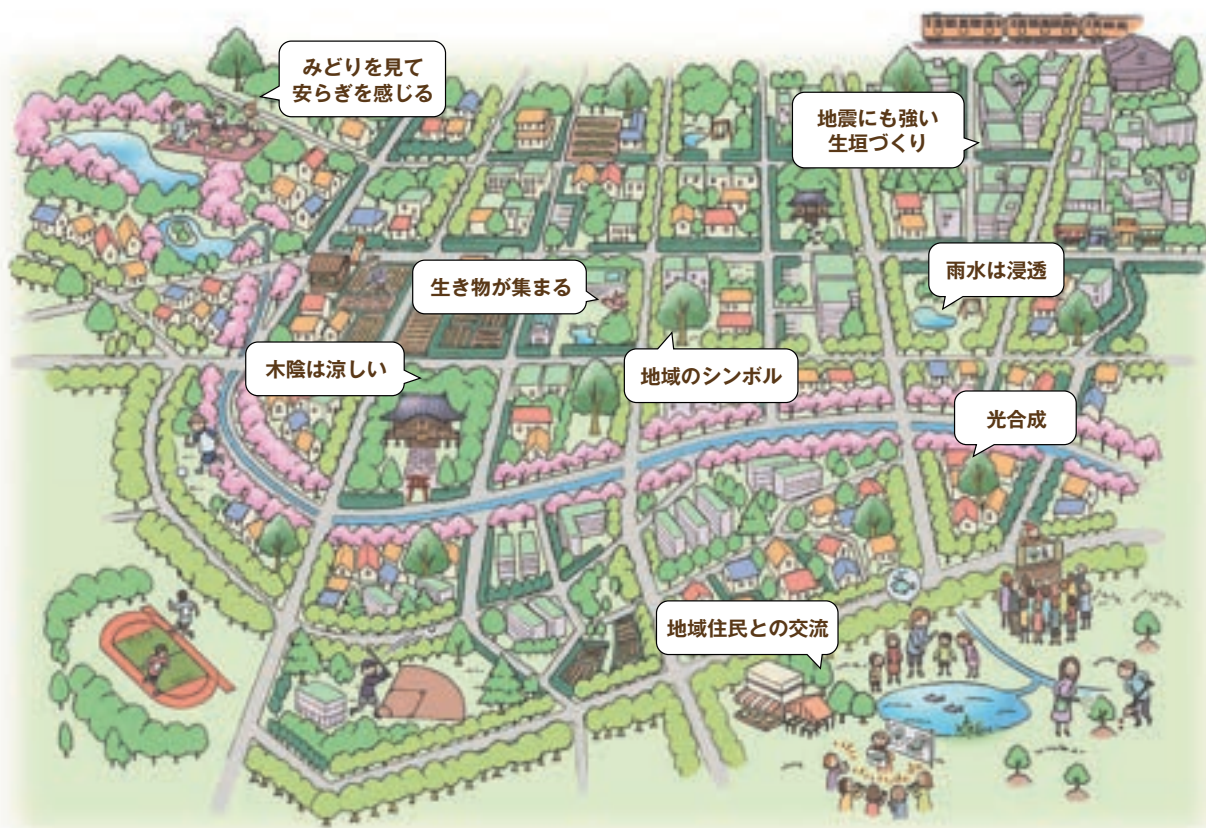 みどりを見て
安らぎを感じる
地震にも強い
生垣づくり
生き物が集まる
雨水は浸透
木陰は涼しい
地域のシンボル
光合成
地域住民との交流